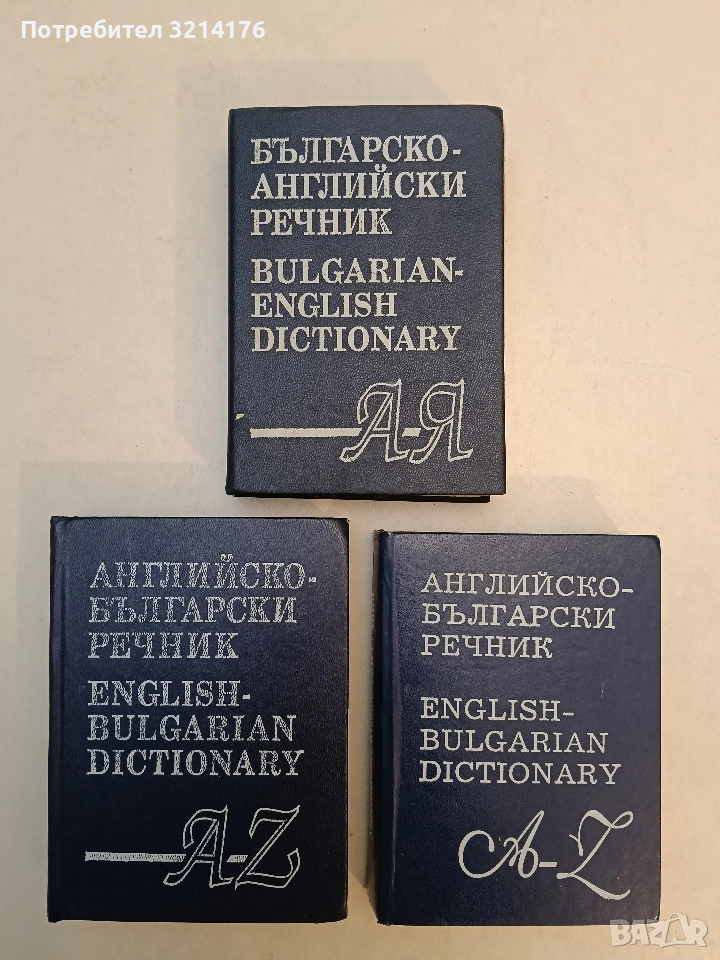 Потребител 3214176
БЪЛГАРСКО-
АНГЛИЙСКИ
РЕЧНИК
BULGARIAN-
ENGLISH
DICTIONARY
А-Я
АНГЛИЙСКО-
БЪЛГАРСКИ
РЕЧНИК
ENGLISH-
BULGARIAN
DICTIONARY
A-Z
АНГЛИЙСКО-
БЪЛГАРСКИ
РЕЧНИК
ENGLISH-
BULGARIAN
DICTIONARY
A-Z
BAZAR